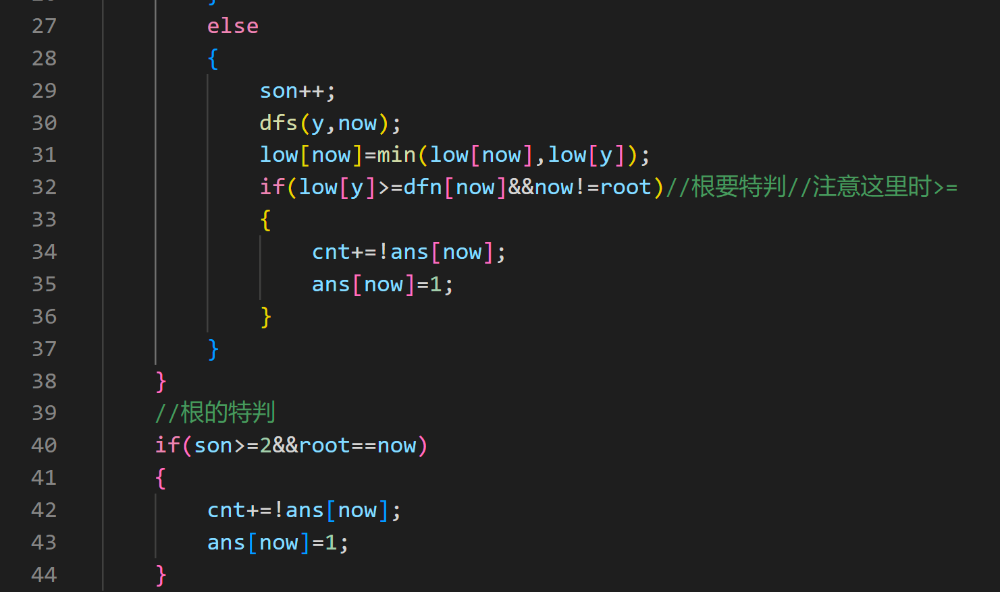 }
27 else
28 {
29 son++;
30 dfs(y,now);
31 low[now]=min(low[now],low[y]);
32 if(low[y]>=dfn[now]&&now!=root)//根要特判//注意这里时>=
33 {
34 cnt+=!ans[now];
35 ans[now]=1;
36 }
37 }
38 }
39 //根的特判
40 if(son>=2&&root==now)
41 {
42 cnt+=!ans[now];
43 ans[now]=1;
44 }